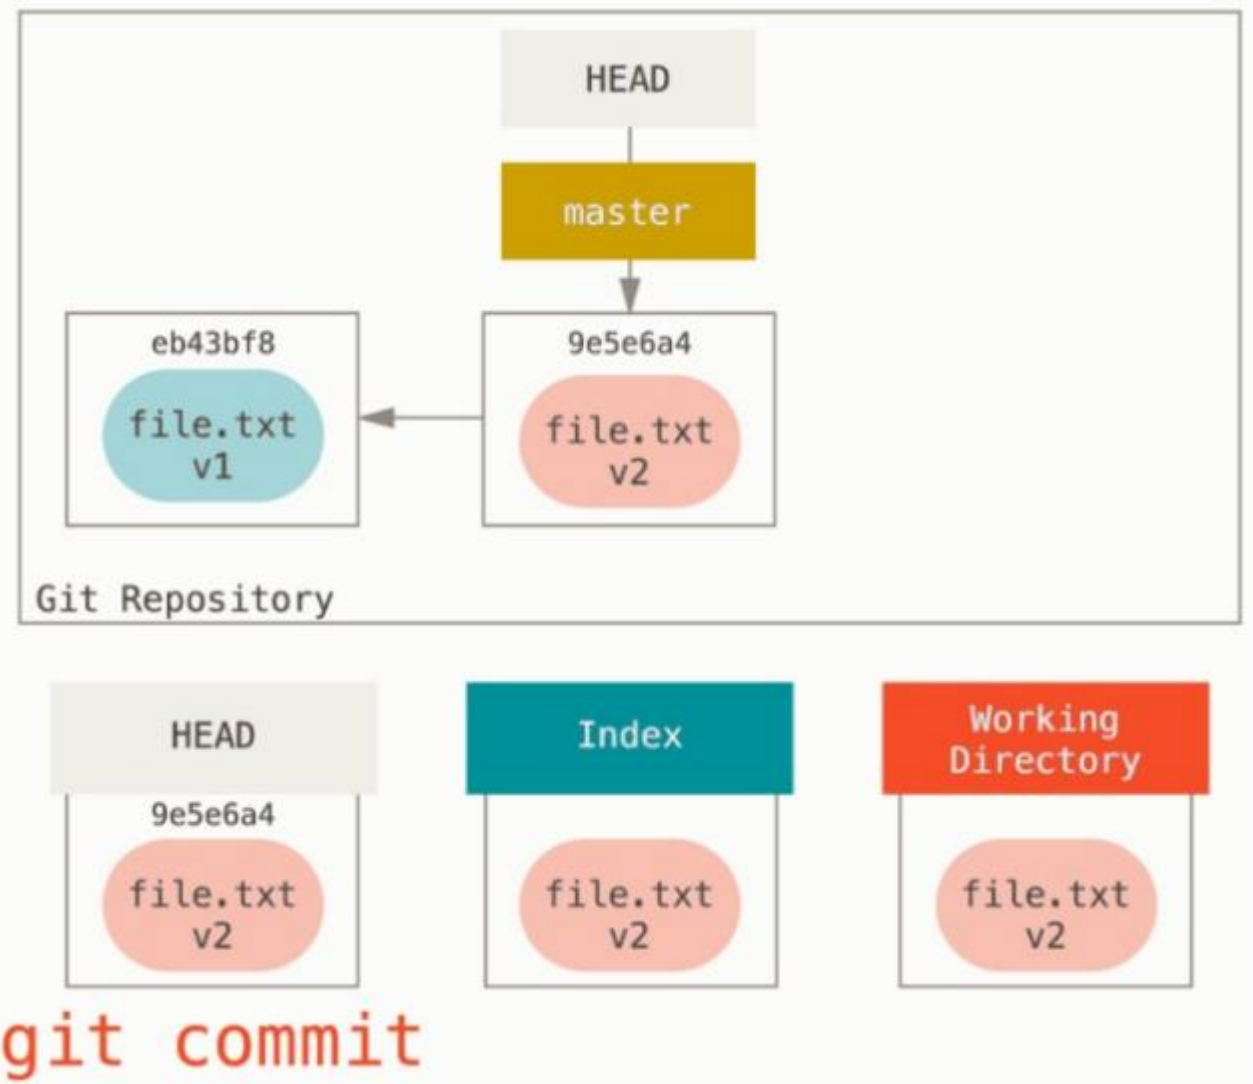 HEAD
master
eb43bf8
file.txt
v1
9e5e6a4
file.txt
v2
Git Repository
HEAD
9e5e6a4
file.txt
v2
Index
file.txt
v2
Working
Directory
file.txt
v2
git commit